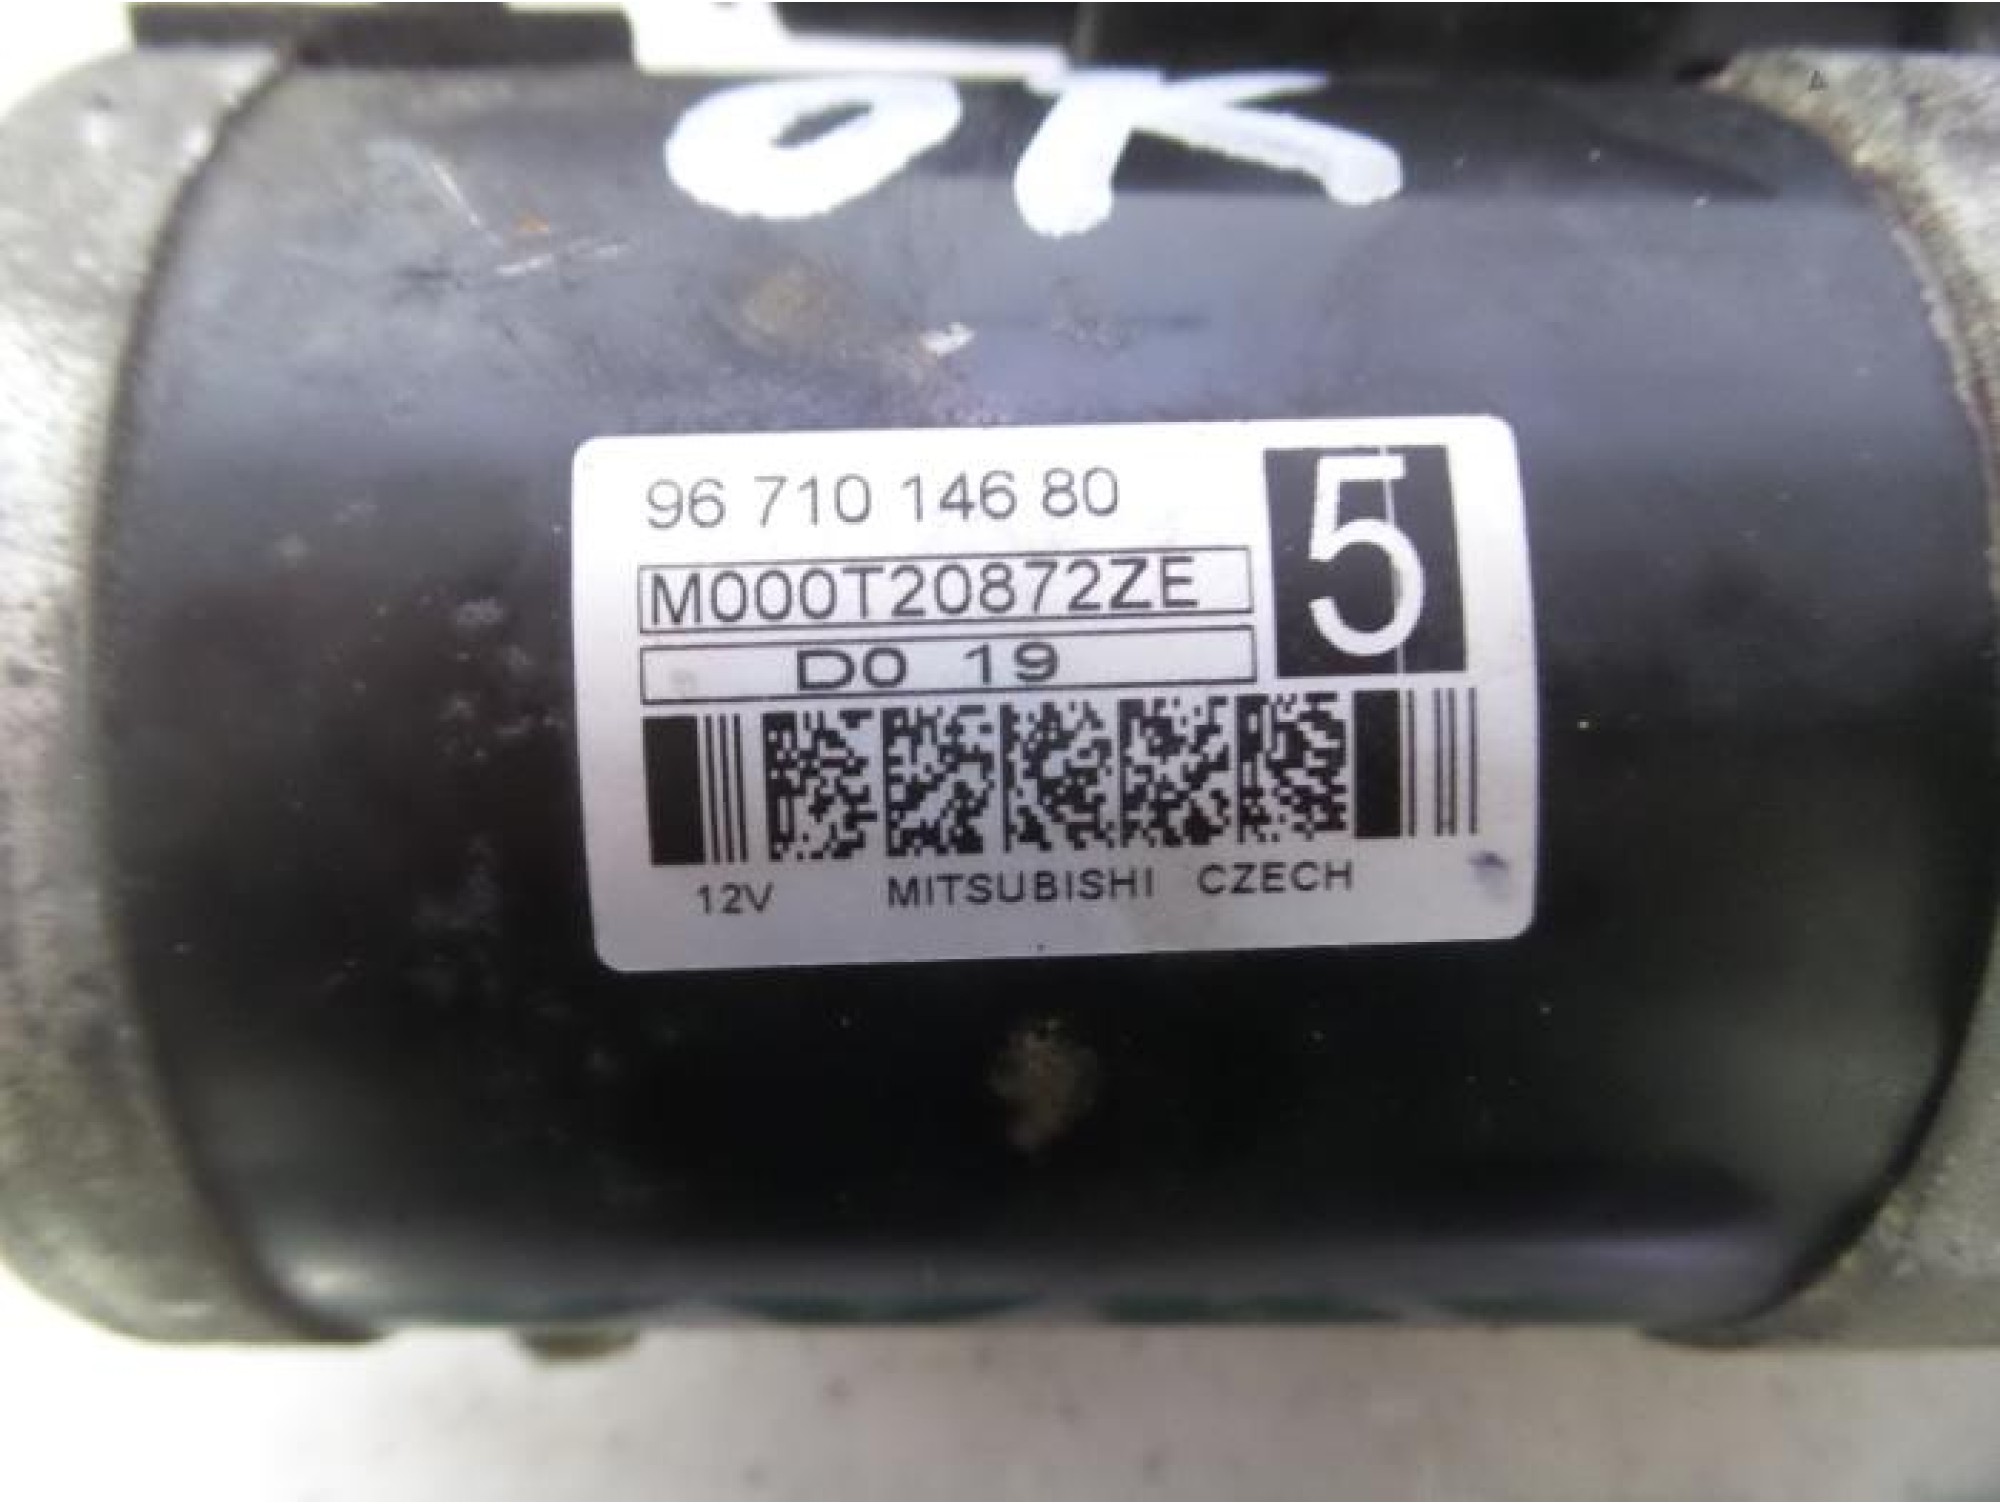 OK
96 710 146 80
5
M000T20872ZE
D0 19
12V MITSUBISHI CZECH